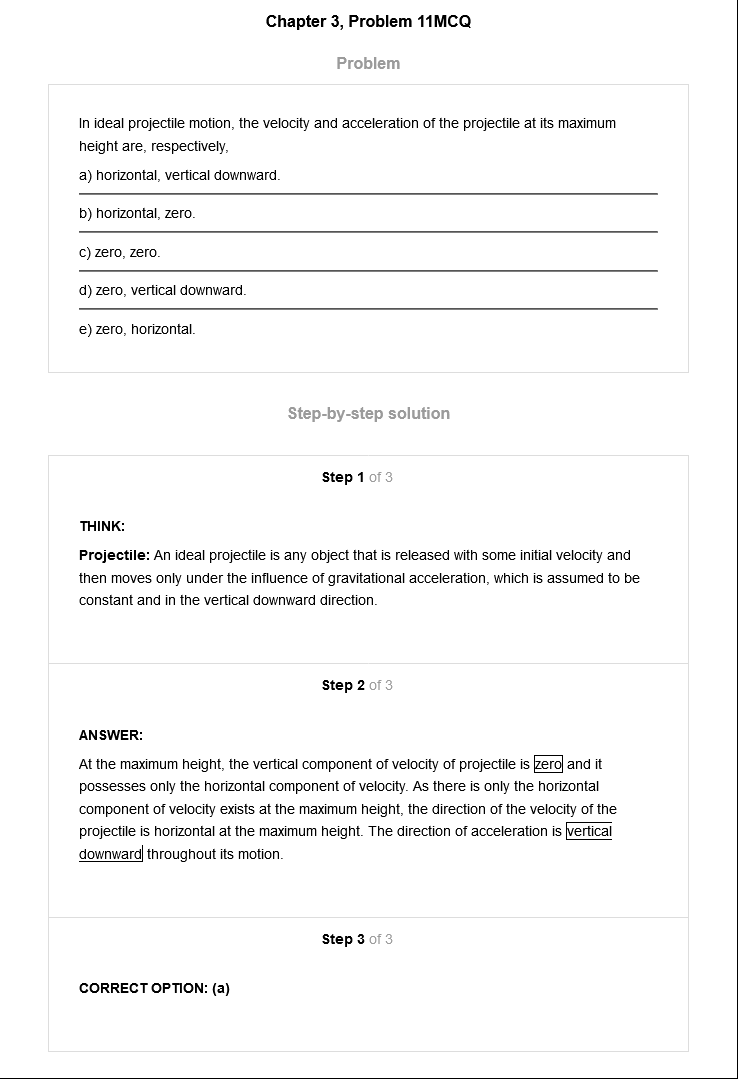 Chapter 3, Problem 11MCQ
Problem
In ideal projectile motion, the velocity and acceleration of the projectile at its maximum
height are, respectively,
a) horizontal, vertical downward.
b) horizontal, zero.
c) zero, zero.
d) zero, vertical downward.
e) zero, horizontal.
Step-by-step solution
Step 1 of 3
THINK:
Projectile: An ideal projectile is any object that is released with some initial velocity and
then moves only under the influence of gravitational acceleration, which is assumed to be
constant and in the vertical downward direction.
Step 2 of 3
ANSWER:
At the maximum height, the vertical component of velocity of projectile is zero and it
possesses only the horizontal component of velocity. As there is only the horizontal
component of velocity exists at the maximum height, the direction of the velocity of the
projectile is horizontal at the maximum height. The direction of acceleration is vertical
downward throughout its motion.
Step 3 of 3
CORRECT OPTION: (a)